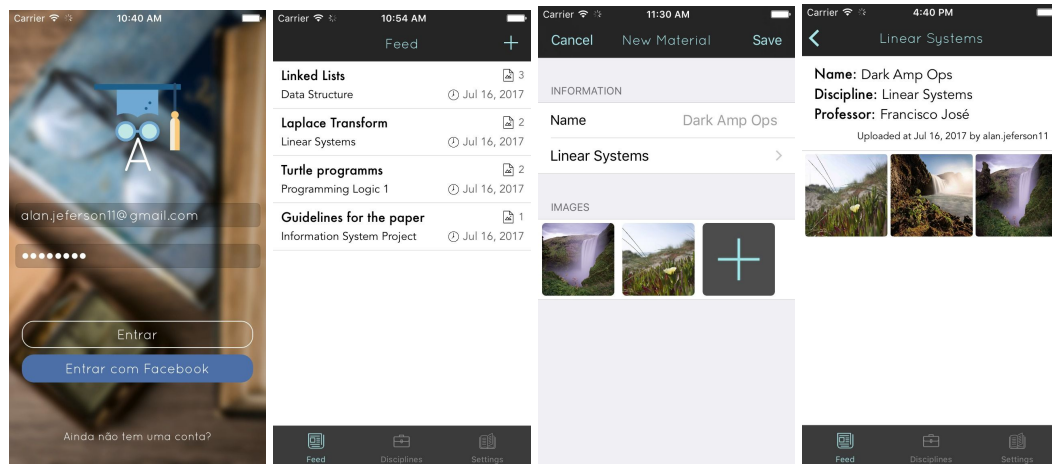 Carrier 10:40 AM
A
alan.jeferson11@gmail.com
Entrar
Entrar com Facebook
Ainda não tem uma conta?
Carrier 10:54 AM
Feed +
Linked Lists 3
Data Structure Jul 16, 2017
Laplace Transform 2
Linear Systems Jul 16, 2017
Turtle programms 2
Programming Logic 1 Jul 16, 2017
Guidelines for the paper 1
Information System Project Jul 16, 2017
Feed Disciplines Settings
Carrier 11:30 AM
Cancel New Material Save
INFORMATION
Name Dark Amp Ops
Linear Systems >
IMAGES
Carrier 4:40 PM
Linear Systems
Name: Dark Amp Ops
Discipline: Linear Systems
Professor: Francisco José
Uploaded at Jul 16, 2017 by alan.jeferson11
Feed Disciplines Settings